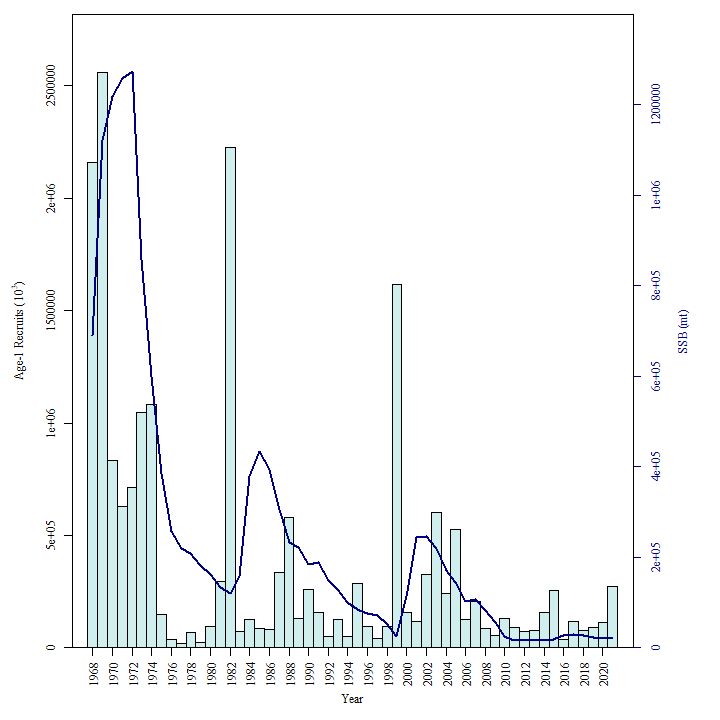 Age-1 Recruits (10³)
0
5e+05
1e+06
1500000
2e+06
2500000
SSB (mt)
0
2e+05
4e+05
6e+05
8e+05
1e+06
1200000
1968
1970
1972
1974
1976
1978
1980
1982
1984
1986
1988
1990
1992
1994
1996
1998
2000
2002
2004
2006
2008
2010
2012
2014
2016
2018
2020
Year